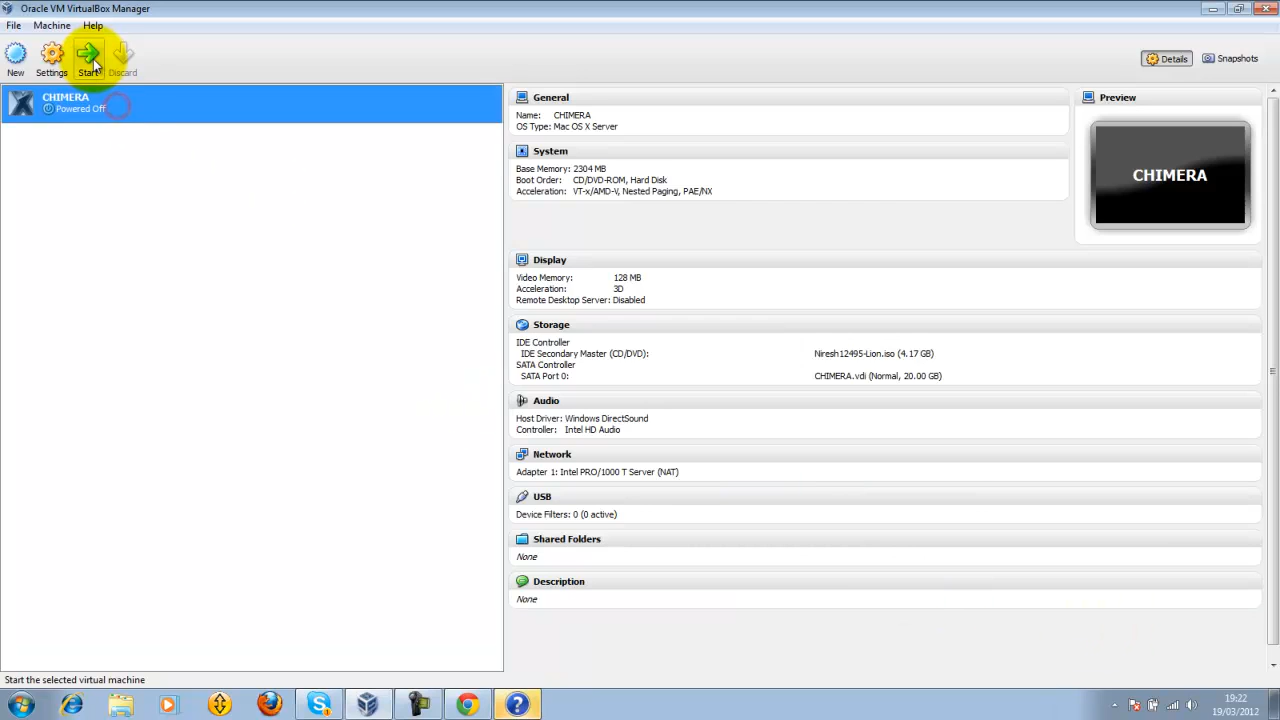 Oracle VM VirtualBox Manager
File Machine Help
New Settings Start Discard
Details Snapshots
CHIMERA
Powered Off
General
Name: CHIMERA
OS Type: Mac OS X Server
System
Base Memory: 2304 MB
Boot Order: CD/DVD-ROM, Hard Disk
Acceleration: VT-x/AMD-V, Nested Paging, PAE/NX
Preview
CHIMERA
Display
Video Memory: 128 MB
Acceleration: 3D
Remote Desktop Server: Disabled
Storage
IDE Controller
IDE Secondary Master (CD/DVD): Niresh12495-Lion.iso (4.17 GB)
SATA Controller
SATA Port 0: CHIMERA.vdi (Normal, 20.00 GB)
Audio
Host Driver: Windows DirectSound
Controller: Intel HD Audio
Network
Adapter 1: Intel PRO/1000 T Server (NAT)
USB
Device Filters: 0 (0 active)
Shared Folders
None
Description
None
Start the selected virtual machine
19:22
19/03/2012